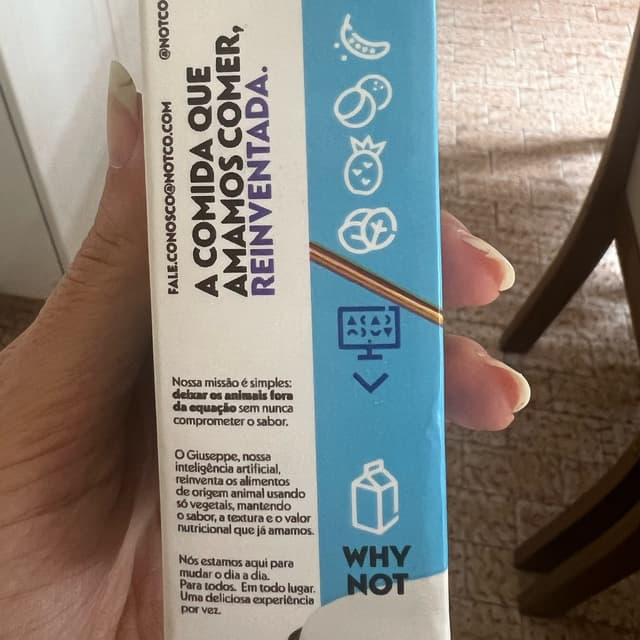 @NOTCO
FALE.CONOSCO@NOTCO.COM
A COMIDA QUE
AMAMOS COMER,
REINVENTADA.
Nossa missão é simples:
deixar os animais fora
da equação sem nunca
comprometer o sabor.
O Giuseppe, nossa
inteligência artificial,
reinventa os alimentos
de origem animal usando
só vegetais, mantendo
o sabor, a textura e o valor
nutricional que já amamos.
Nós estamos aqui para
mudar o dia a dia.
Para todos. Em todo lugar.
Uma deliciosa experiência
por vez.
WHY
NOT